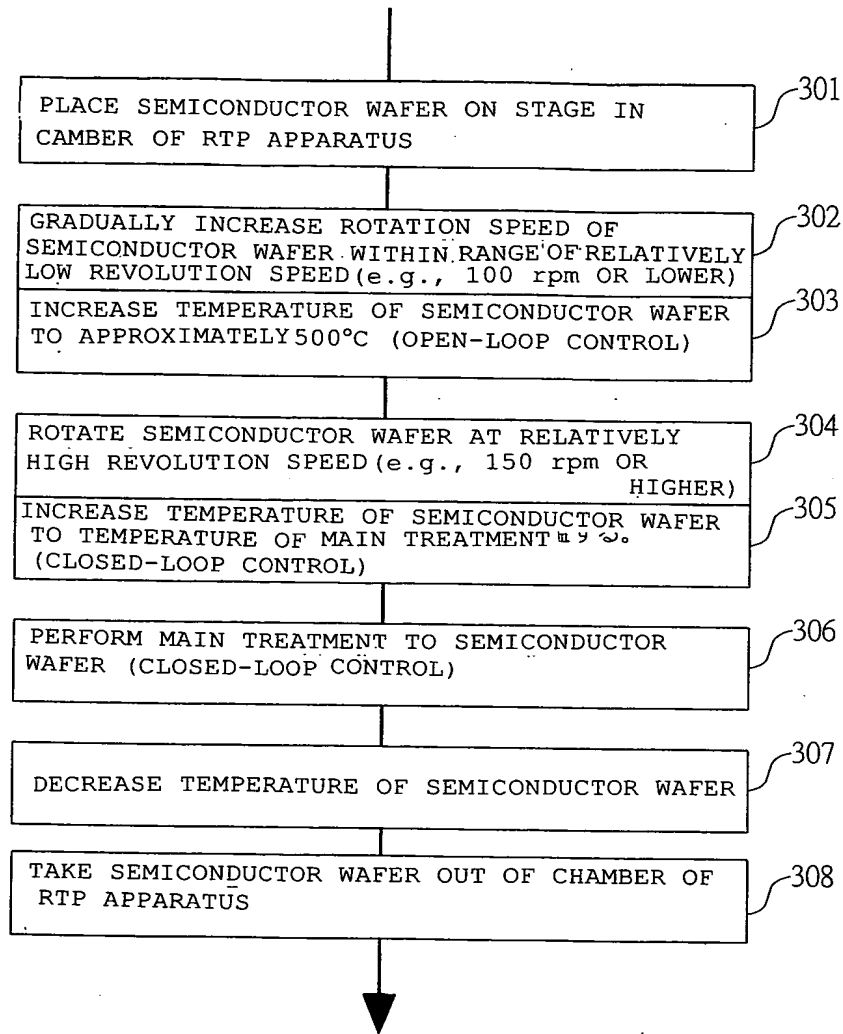 PLACE SEMICONDUCTOR WAFER ON STAGE IN
CAMBER OF RTP APPARATUS
301
GRADUALLY INCREASE ROTATION SPEED OF
SEMICONDUCTOR WAFER WITHIN RANGE OF RELATIVELY
LOW REVOLUTION SPEED (e.g., 100 rpm OR LOWER)
302
INCREASE TEMPERATURE OF SEMICONDUCTOR WAFER
TO APPROXIMATELY 500°C (OPEN-LOOP CONTROL)
303
ROTATE SEMICONDUCTOR WAFER AT RELATIVELY
HIGH REVOLUTION SPEED (e.g., 150 rpm OR
HIGHER)
304
INCREASE TEMPERATURE OF SEMICONDUCTOR WAFER
TO TEMPERATURE OF MAIN TREATMENT
(CLOSED-LOOP CONTROL)
305
PERFORM MAIN TREATMENT TO SEMICONDUCTOR
WAFER (CLOSED-LOOP CONTROL)
306
DECREASE TEMPERATURE OF SEMICONDUCTOR WAFER
307
TAKE SEMICONDUCTOR WAFER OUT OF CHAMBER OF
RTP APPARATUS
308